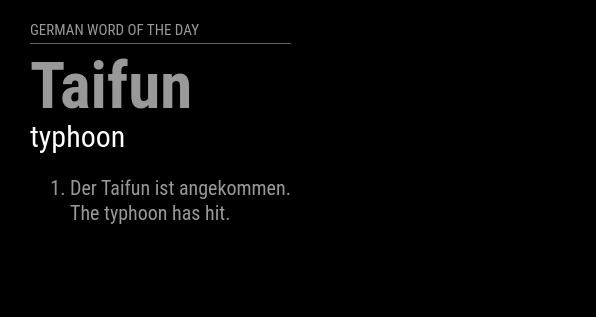 GERMAN WORD OF THE DAY
Taifun
typhoon
1. Der Taifun ist angekommen.
The typhoon has hit.